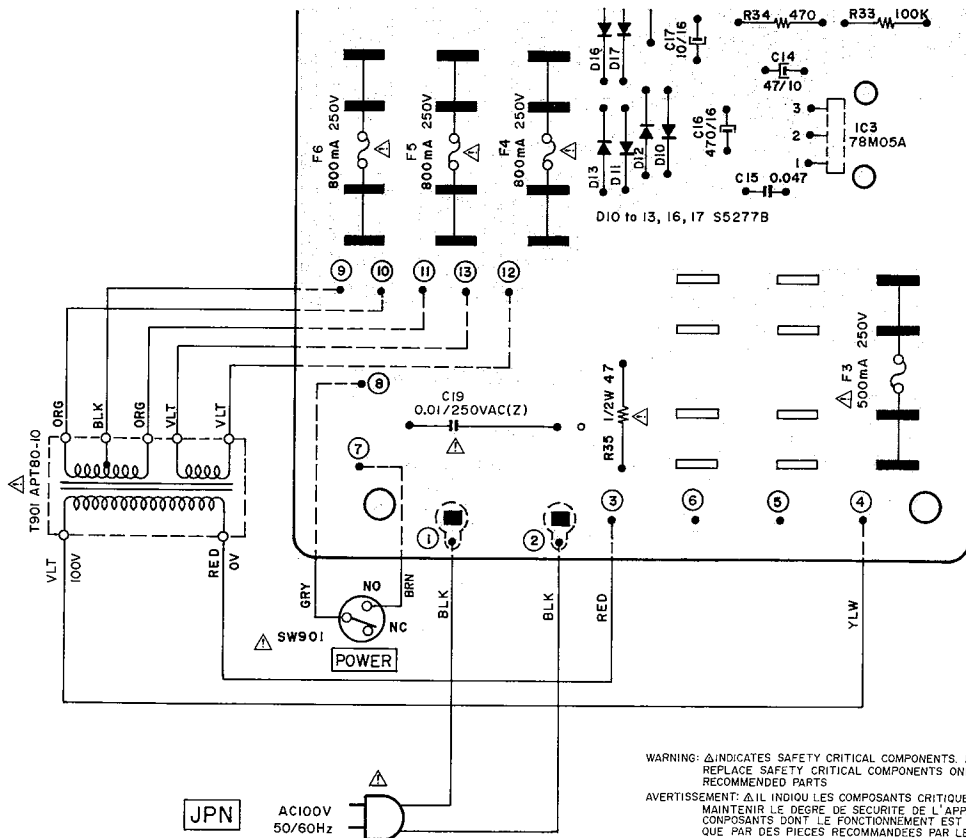 R34 470
R33 100K
C17
10/16
D16
D17
C14
47/10
F6
800mA 250V
F5
800mA 250V
F4
800mA 250V
D13
D11
D12
D10
C16
470/16
3
2
1
IC3
78M05A
C15 0.047
D10 to 13, 16, 17 S5277B
9
10
11
13
12
8
ORG
BLK
ORG
VLT
VLT
C19
0.01/250VAC(Z)
R35 1/2W 47
F3
500mA 250V
7
T901 APT80-10
3
6
5
4
1
2
VLT
100V
RED
0V
GRY
NO
BRN
NC
SW901
POWER
BLK
BLK
RED
YLW
JPN
AC100V
50/60Hz
WARNING: ⚠INDICATES SAFETY CRITICAL COMPONENTS.
REPLACE SAFETY CRITICAL COMPONENTS ON
RECOMMENDED PARTS
AVERTISSEMENT: ⚠IL INDIQU LES COMPOSANTS CRITIQUE
MAINTENIR LE DEGRE DE SECURITE DE L'APP
COMPOSANTS DONT LE FONCTIONNEMENT EST
QUE PAR DES PIECES RECOMMANDEES PAR LE